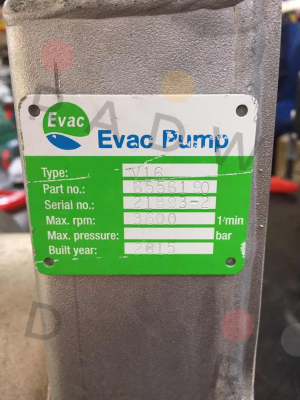 Evac
Evac Pump
Type: V16
Part no.: 6556190
Serial no.: 21893-2
Max. rpm: 3600 1/min
Max. pressure: bar
Built year: 2015